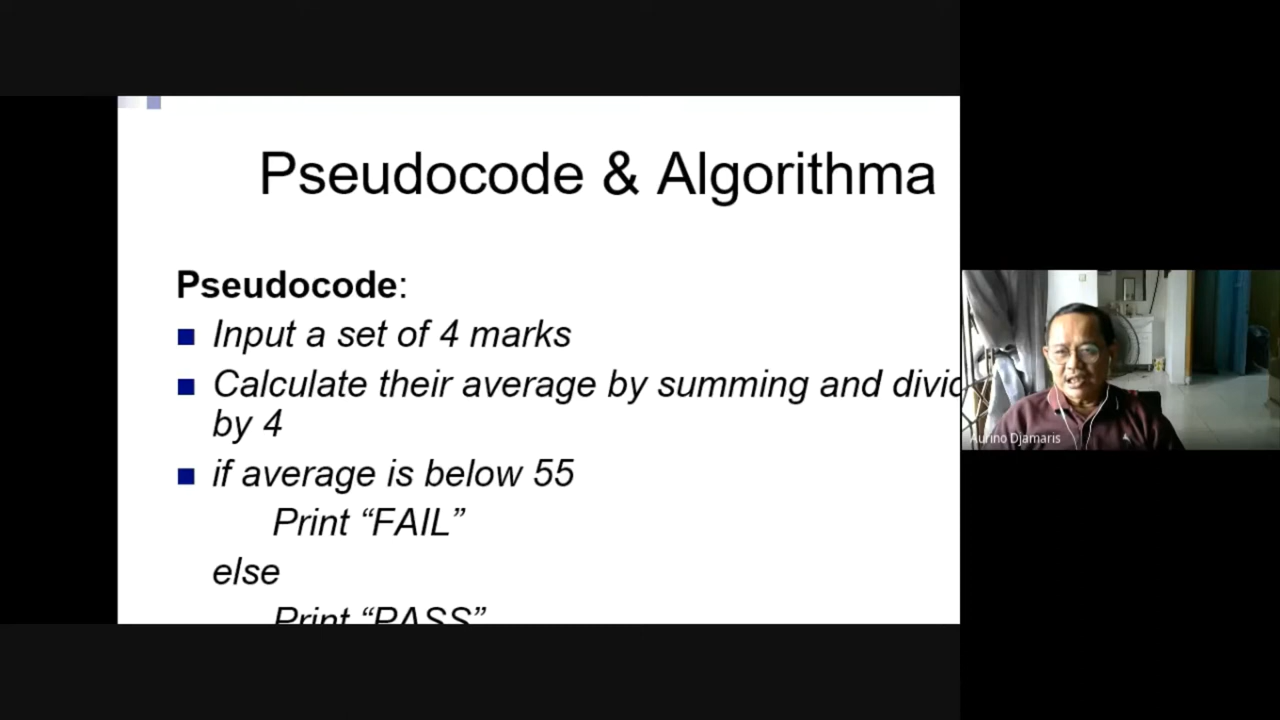 Pseudocode & Algorithma
Pseudocode:
Input a set of 4 marks
Calculate their average by summing and divid
by 4
if average is below 55
Print “FAIL”
else
Print “PASS”
Aurino Djamaris